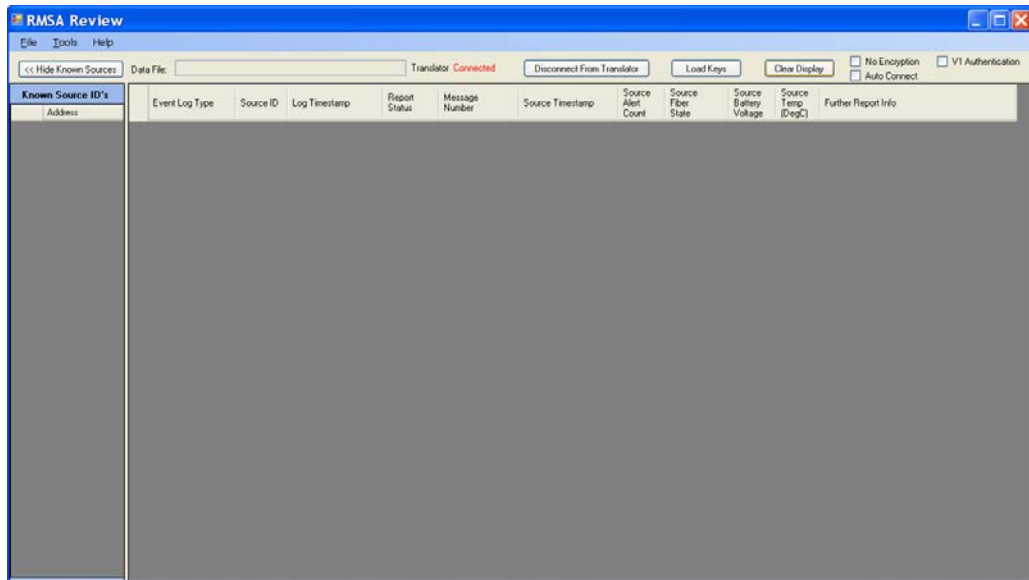 RMSA Review
File Tools Help
<< Hide Known Sources Data File: Translator Connected Disconnect From Translator Load Keys Clear Display No Encryption V1 Authentication
Auto Connect
Known Source ID's
Address
Event Log Type Source ID Log Timestamp Report Status Message Number Source Timestamp Source Alert Count Source Fiber State Source Battery Voltage Source Temp (DegC) Further Report Info